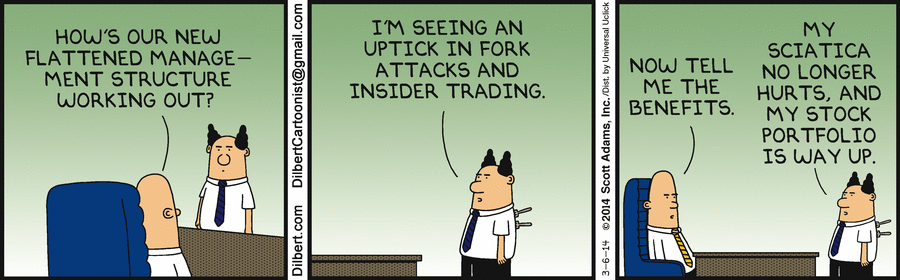 HOW'S OUR NEW
FLATTENED MANAGE-
MENT STRUCTURE
WORKING OUT?
Dilbert.com DilbertCartoonist@gmail.com
I'M SEEING AN
UPTICK IN FORK
ATTACKS AND
INSIDER TRADING.
3-6-14 ©2014 Scott Adams, Inc. /Dist. by Universal Uclick
NOW TELL
ME THE
BENEFITS.
MY
SCIATICA
NO LONGER
HURTS, AND
MY STOCK
PORTFOLIO
IS WAY UP.